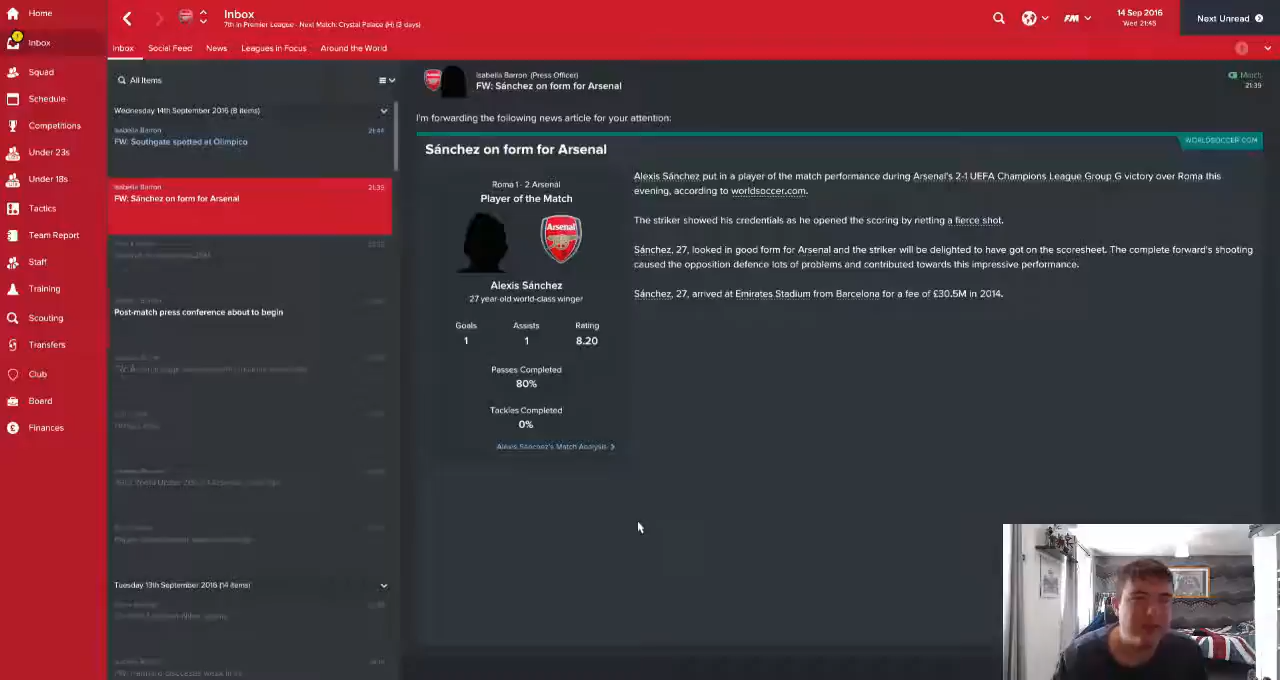 Home
Inbox
Squad
Schedule
Competitions
Under 23s
Under 18s
Tactics
Team Report
Staff
Training
Scouting
Transfers
Club
Board
Finances
Inbox
7th in Premier League - Next Match: Crystal Palace (H) (3 days)
FM
14 Sep 2016
Wed 21:45
Next Unread
Inbox
Social Feed
News
Leagues in Focus
Around the World
All Items
Wednesday 14th September 2016 (8 items)
Isabella Barron
21:44
FW: Southgate spotted at Olimpico
Isabella Barron
21:39
FW: Sánchez on form for Arsenal
Post-match press conference about to begin
Tuesday 13th September 2016 (14 items)
Isabella Barron (Press Officer)
FW: Sánchez on form for Arsenal
Match
21:39
I'm forwarding the following news article for your attention:
WORLDSOCCER.COM
Sánchez on form for Arsenal
Roma 1 - 2 Arsenal
Player of the Match
Arsenal
Alexis Sánchez
27 year-old world-class winger
Goals Assists Rating
1 1 8.20
Passes Completed
80%
Tackles Completed
0%
Alexis Sánchez's Match Analysis
Alexis Sánchez put in a player of the match performance during Arsenal's 2-1 UEFA Champions League Group G victory over Roma this
evening, according to worldsoccer.com.
The striker showed his credentials as he opened the scoring by netting a fierce shot.
Sánchez, 27, looked in good form for Arsenal and the striker will be delighted to have got on the scoresheet. The complete forward's shooting
caused the opposition defence lots of problems and contributed towards this impressive performance.
Sánchez, 27, arrived at Emirates Stadium from Barcelona for a fee of £30.5M in 2014.